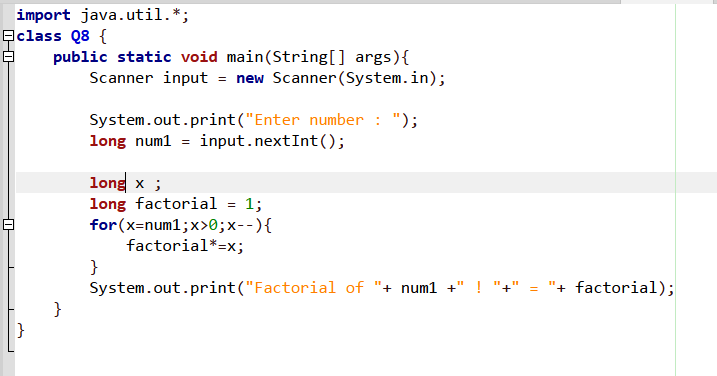 import java.util.*;
class Q8 {
    public static void main(String[] args){
        Scanner input = new Scanner(System.in);

        System.out.print("Enter number : ");
        long num1 = input.nextInt();

        long x ;
        long factorial = 1;
        for(x=num1;x>0;x--){
            factorial*=x;
        }
        System.out.print("Factorial of "+ num1 +" ! "+" = "+ factorial);
    }
}